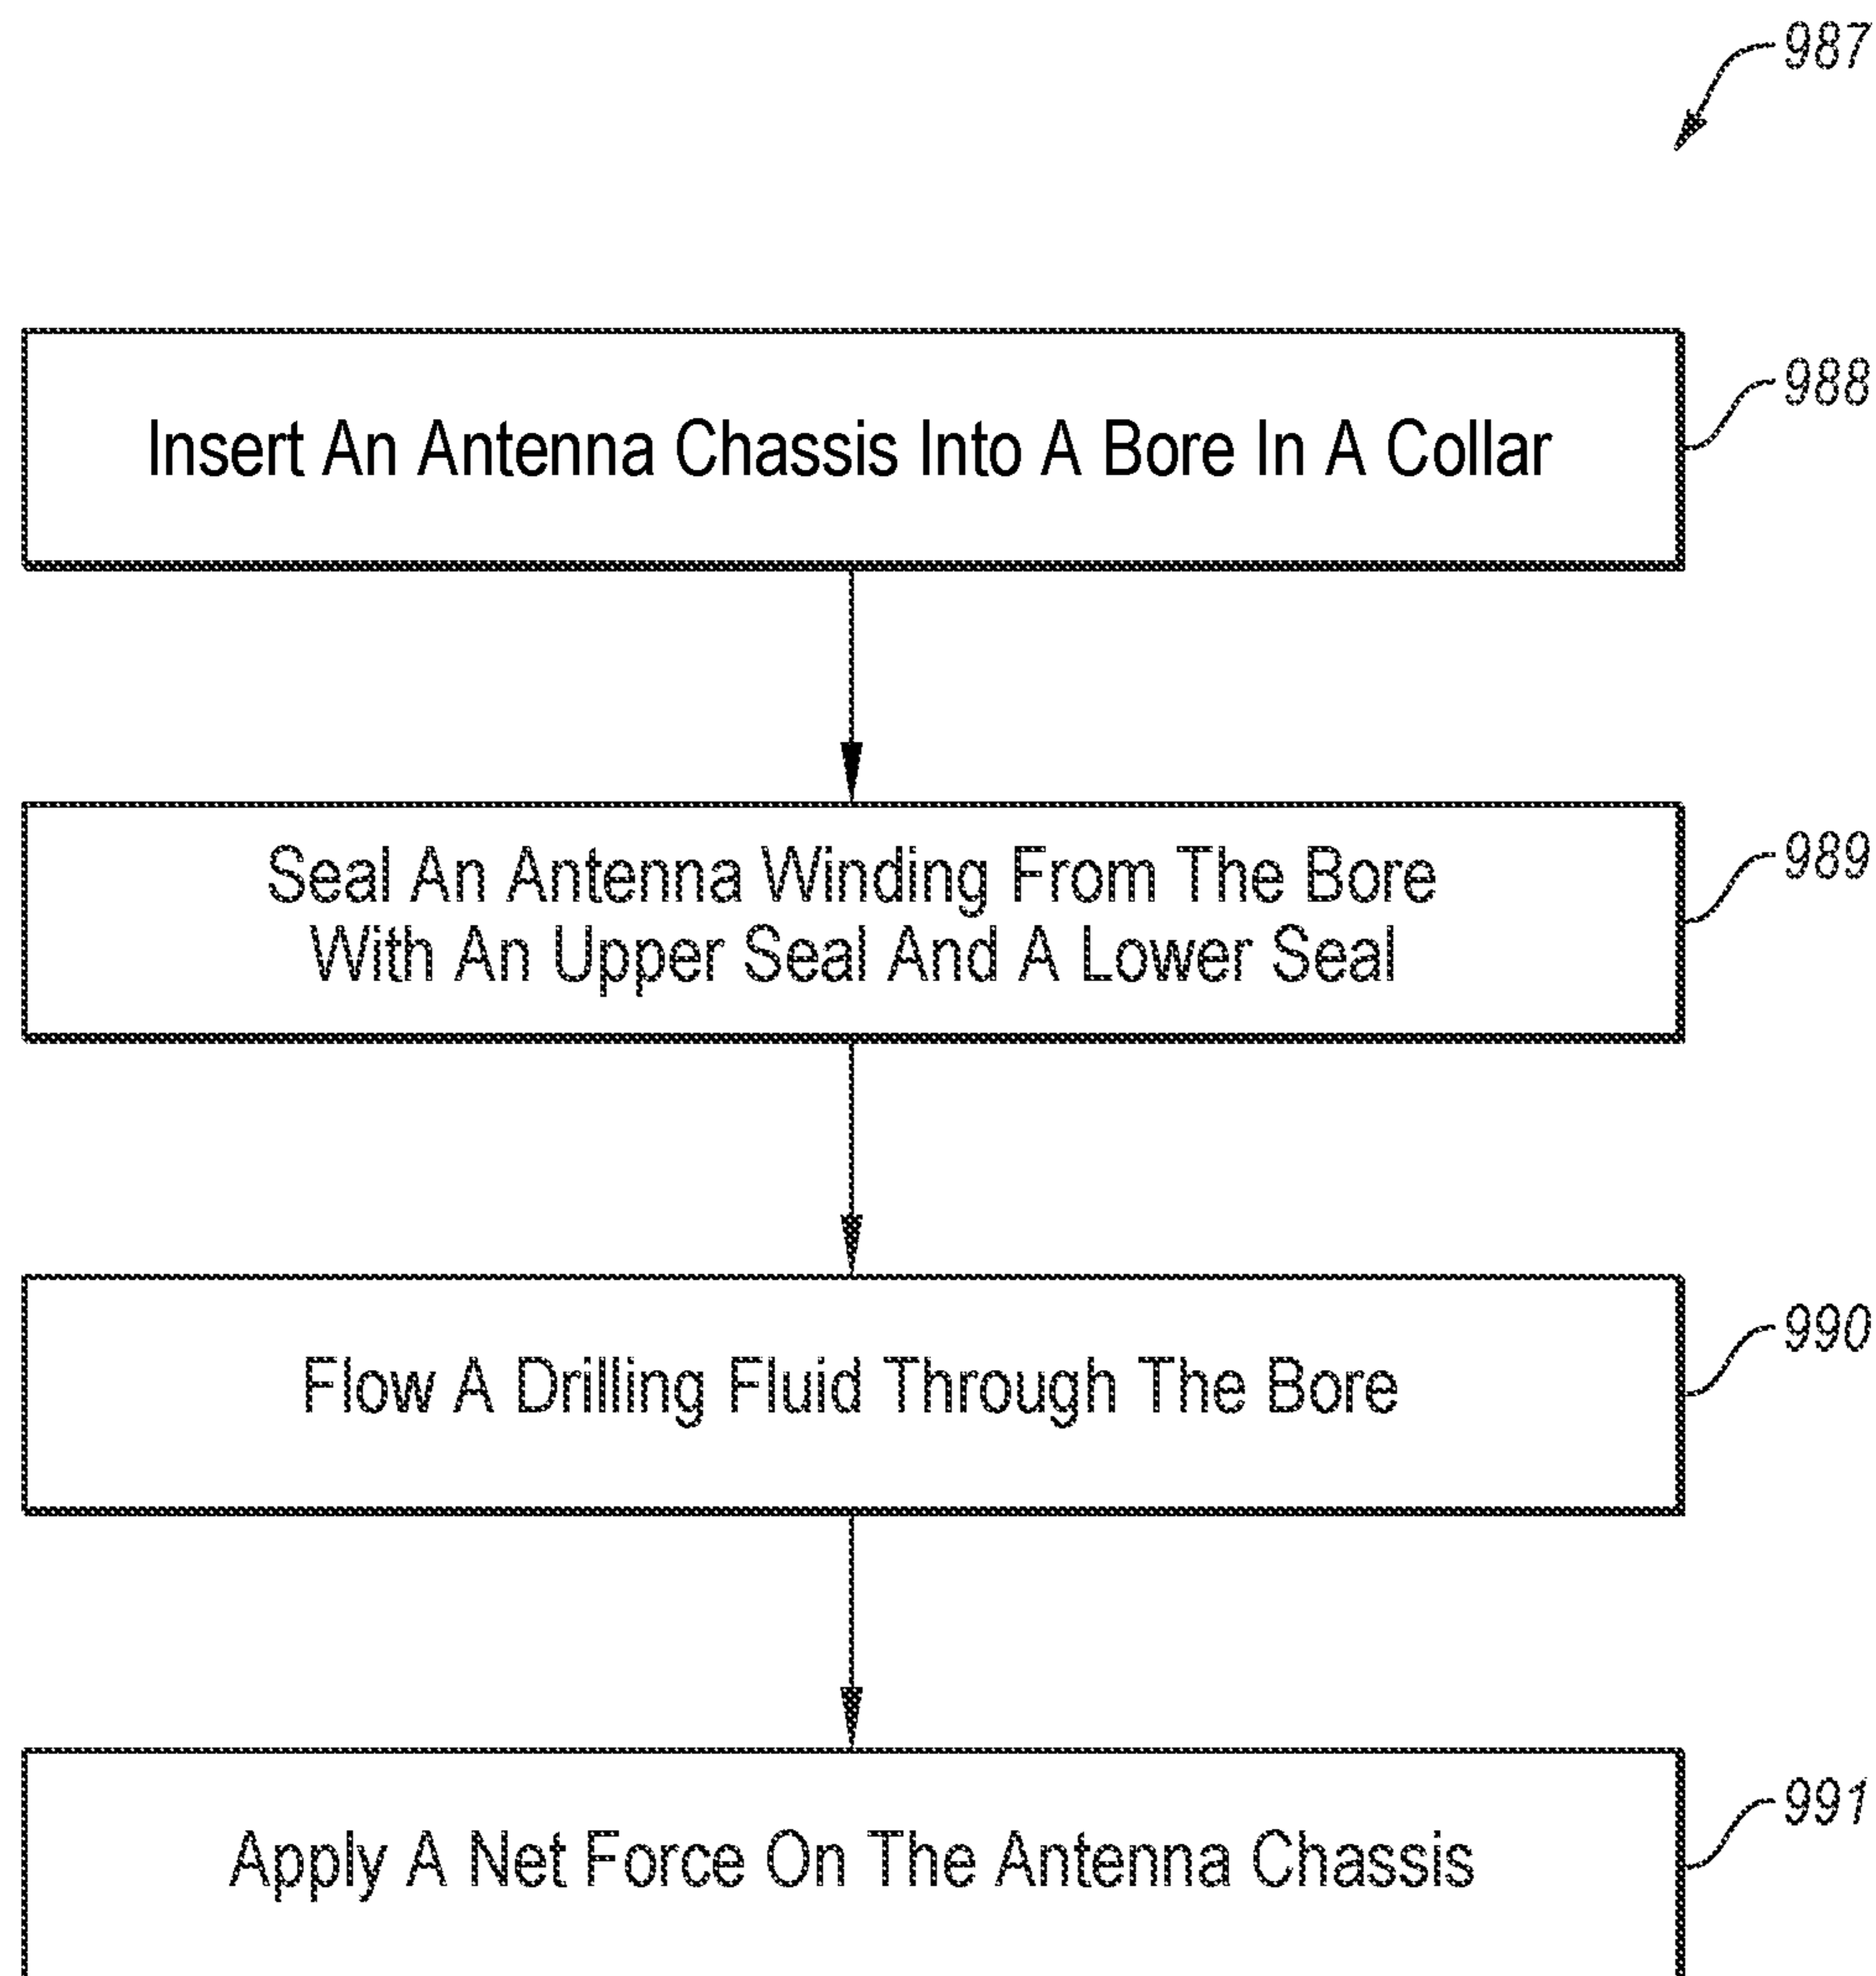 987
Insert An Antenna Chassis Into A Bore In A Collar
988
Seal An Antenna Winding From The Bore
With An Upper Seal And A Lower Seal
989
Flow A Drilling Fluid Through The Bore
990
Apply A Net Force On The Antenna Chassis
991